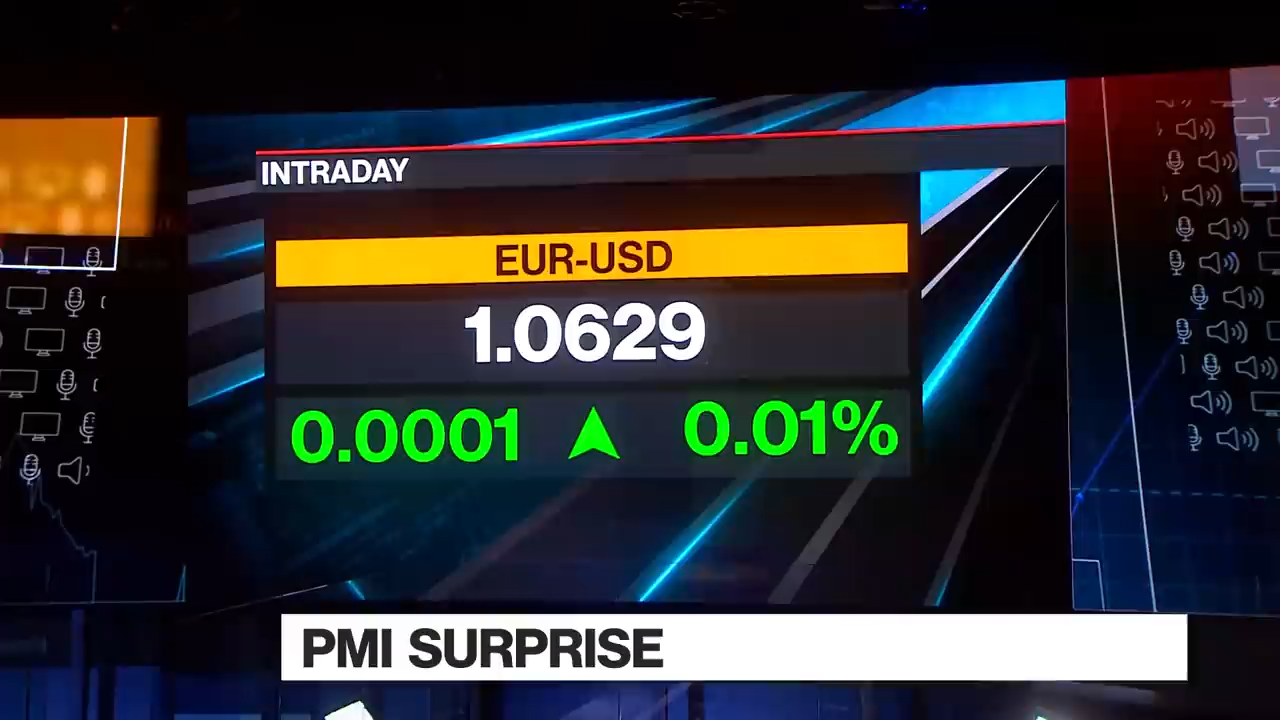 INTRADAY
EUR-USD
1.0629
0.0001 ▲ 0.01%
PMI SURPRISE